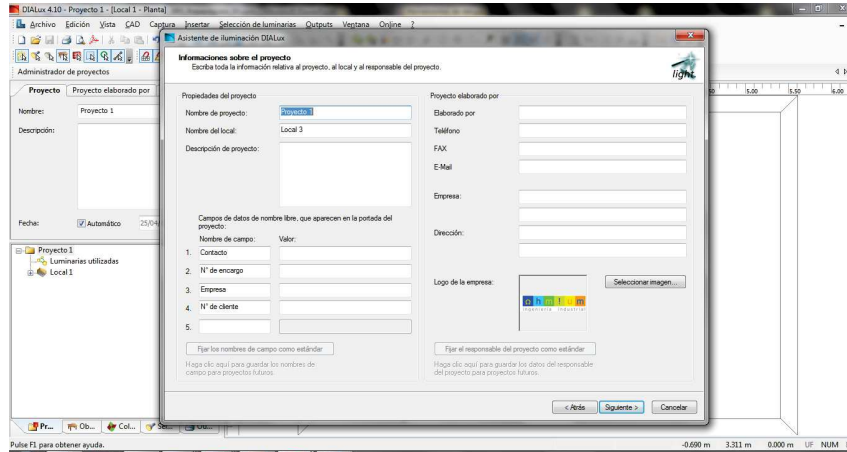 DIALux 4.10 - Proyecto 1 - [Local 1 - Planta]
Archivo Edición Vista CAD Captura Insertar Selección de luminarias Outputs Ventana Online ?
Asistente de iluminación DIALux
Informaciones sobre el proyecto
Escriba toda la información relativa al proyecto, al local y al responsable del proyecto.
light
Administrador de proyectos
Proyecto Proyecto elaborado por
5.00 5.50 6.00
Nombre: Proyecto 1
Descripción:
Fecha: Automático 25/04
Proyecto 1
Luminarias utilizadas
Local 1
Propiedades del proyecto
Nombre de proyecto: Proyecto 1
Nombre del local: Local 3
Descripción de proyecto:
Campos de datos de nombre libre, que aparecen en la portada del
proyecto:
Nombre de campo: Valor:
1. Contacto
2. N° de encargo
3. Empresa
4. N° de cliente
5.
Fijar los nombres de campo como estándar
Haga clic aquí para guardar los nombres de
campo para proyectos futuros.
Proyecto elaborado por
Elaborado por
Teléfono
FAX
E-Mail
Empresa:
Dirección:
Logo de la empresa:
Seleccionar imagen...
ingeniería industrial
Fijar el responsable del proyecto como estándar
Haga clic aquí para guardar los datos del responsable
del proyecto para proyectos futuros.
< Atrás Siguiente > Cancelar
Pr... Ob... Col... Ou...
Pulse F1 para obtener ayuda. -0.690 m 3.311 m 0.000 m UF NUM